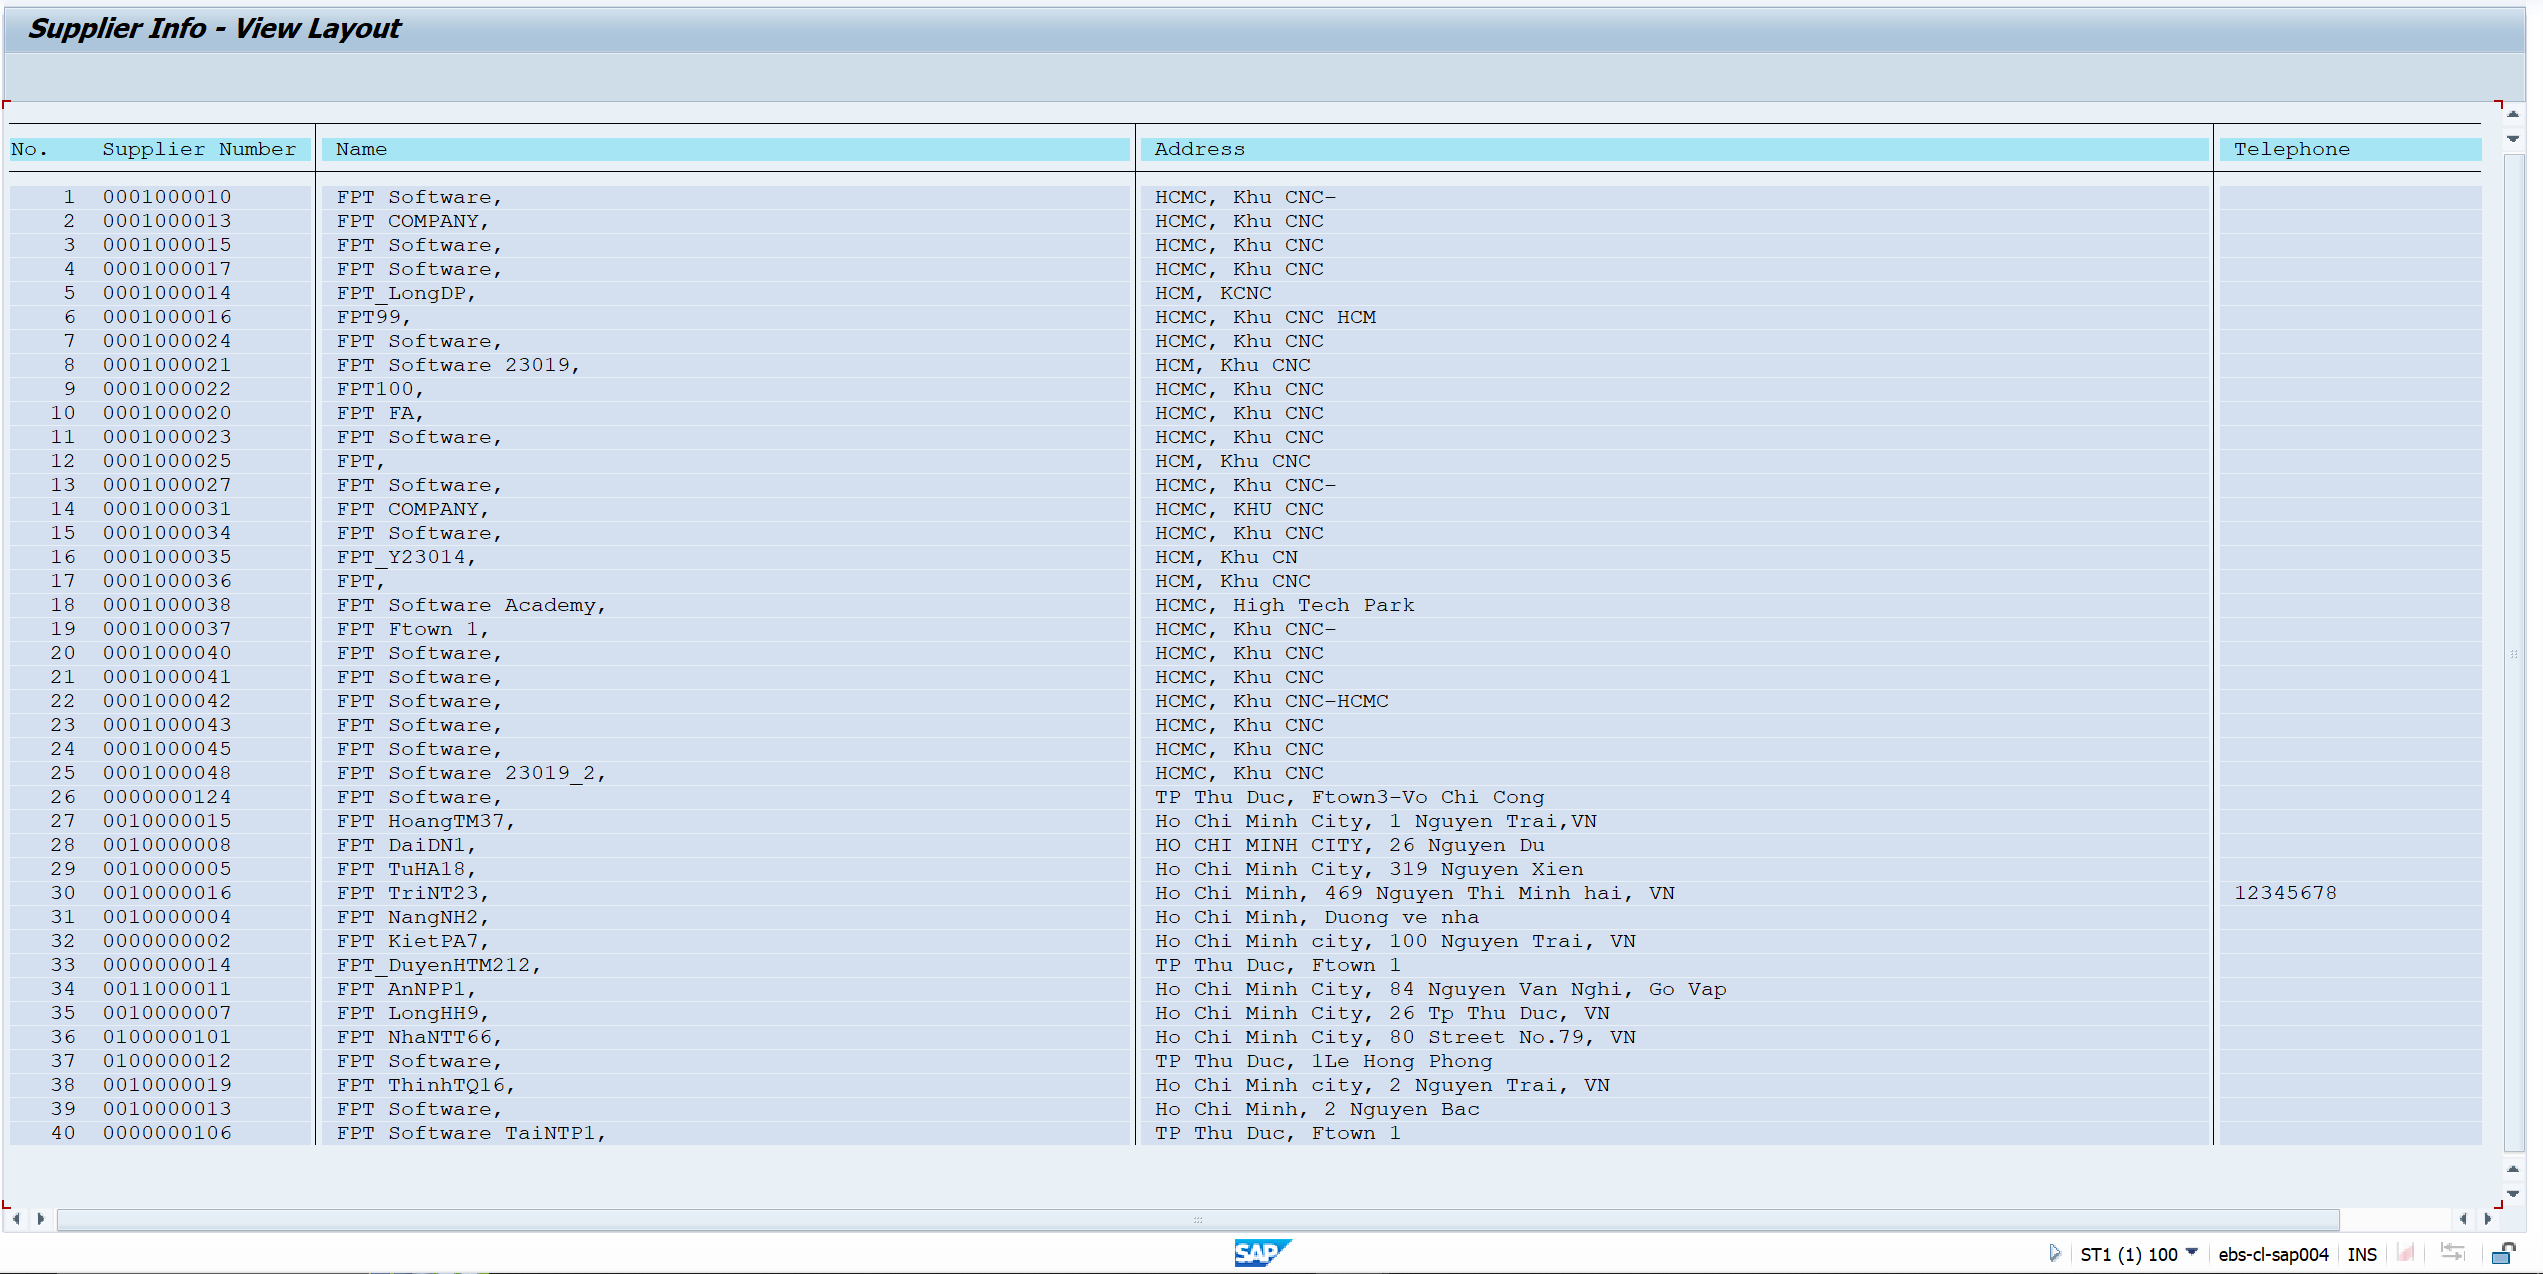 Supplier Info - View Layout
No. Supplier Number Name Address Telephone
1 0001000010 FPT Software, HCMC, Khu CNC-
2 0001000013 FPT COMPANY, HCMC, Khu CNC
3 0001000015 FPT Software, HCMC, Khu CNC
4 0001000017 FPT Software, HCMC, Khu CNC
5 0001000014 FPT_LongDP, HCM, KCNC
6 0001000016 FPT99, HCMC, Khu CNC HCM
7 0001000024 FPT Software, HCMC, Khu CNC
8 0001000021 FPT Software 23019, HCM, Khu CNC
9 0001000022 FPT100, HCMC, Khu CNC
10 0001000020 FPT FA, HCMC, Khu CNC
11 0001000023 FPT Software, HCMC, Khu CNC
12 0001000025 FPT, HCM, Khu CNC
13 0001000027 FPT Software, HCMC, Khu CNC-
14 0001000031 FPT COMPANY, HCMC, KHU CNC
15 0001000034 FPT Software, HCMC, Khu CNC
16 0001000035 FPT_Y23014, HCM, Khu CN
17 0001000036 FPT, HCM, Khu CNC
18 0001000038 FPT Software Academy, HCMC, High Tech Park
19 0001000037 FPT Ftown 1, HCMC, Khu CNC-
20 0001000040 FPT Software, HCMC, Khu CNC
21 0001000041 FPT Software, HCMC, Khu CNC
22 0001000042 FPT Software, HCMC, Khu CNC-HCMC
23 0001000043 FPT Software, HCMC, Khu CNC
24 0001000045 FPT Software, HCMC, Khu CNC
25 0001000048 FPT Software 23019_2, HCMC, Khu CNC
26 0000000124 FPT Software, TP Thu Duc, Ftown3-Vo Chi Cong
27 0010000015 FPT HoangTM37, Ho Chi Minh City, 1 Nguyen Trai,VN
28 0010000008 FPT DaiDN1, HO CHI MINH CITY, 26 Nguyen Du
29 0010000005 FPT TuHA18, Ho Chi Minh City, 319 Nguyen Xien
30 0010000016 FPT TriNT23, Ho Chi Minh, 469 Nguyen Thi Minh hai, VN 12345678
31 0010000004 FPT NangNH2, Ho Chi Minh, Duong ve nha
32 0000000002 FPT KietPA7, Ho Chi Minh city, 100 Nguyen Trai, VN
33 0000000014 FPT_DuyenHTM212, TP Thu Duc, Ftown 1
34 0011000011 FPT AnNPP1, Ho Chi Minh City, 84 Nguyen Van Nghi, Go Vap
35 0010000007 FPT LongHH9, Ho Chi Minh City, 26 Tp Thu Duc, VN
36 0100000101 FPT NhaNTT66, Ho Chi Minh City, 80 Street No.79, VN
37 0100000012 FPT Software, TP Thu Duc, 1Le Hong Phong
38 0010000019 FPT ThinhTQ16, Ho Chi Minh city, 2 Nguyen Trai, VN
39 0010000013 FPT Software, Ho Chi Minh, 2 Nguyen Bac
40 0000000106 FPT Software TaiNTP1, TP Thu Duc, Ftown 1
SAP ST1 (1) 100 ebs-cl-sap004 INS